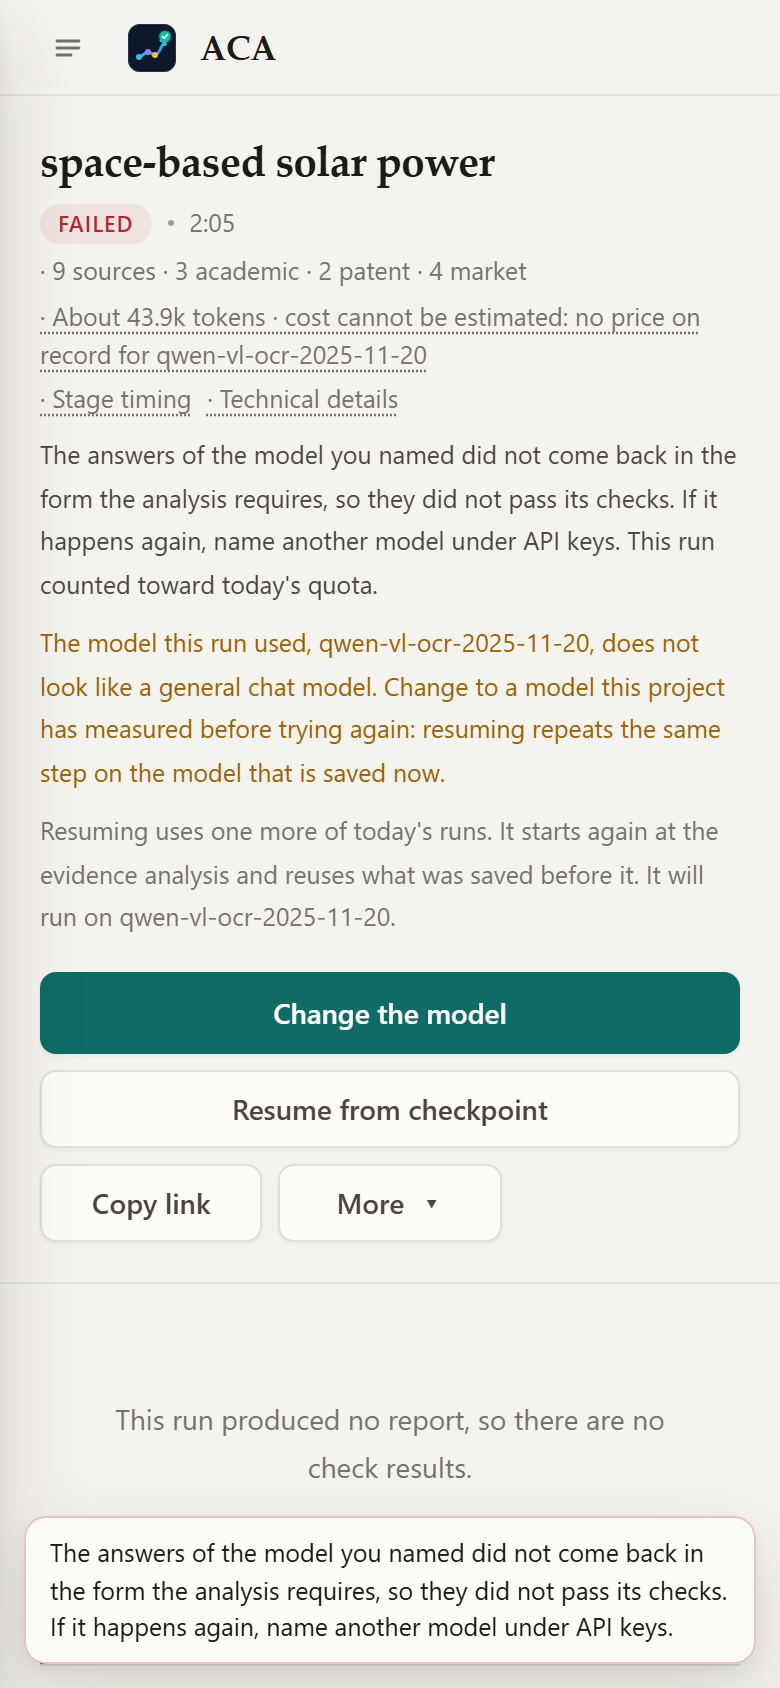 ACA
space-based solar power
FAILED • 2:05
· 9 sources · 3 academic · 2 patent · 4 market
· About 43.9k tokens · cost cannot be estimated: no price on
record for qwen-vl-ocr-2025-11-20
· Stage timing · Technical details
The answers of the model you named did not come back in the
form the analysis requires, so they did not pass its checks. If it
happens again, name another model under API keys. This run
counted toward today's quota.
The model this run used, qwen-vl-ocr-2025-11-20, does not
look like a general chat model. Change to a model this project
has measured before trying again: resuming repeats the same
step on the model that is saved now.
Resuming uses one more of today's runs. It starts again at the
evidence analysis and reuses what was saved before it. It will
run on qwen-vl-ocr-2025-11-20.
Change the model
Resume from checkpoint
Copy link
More ▼
This run produced no report, so there are no
check results.
The answers of the model you named did not come back in
the form the analysis requires, so they did not pass its checks.
If it happens again, name another model under API keys.